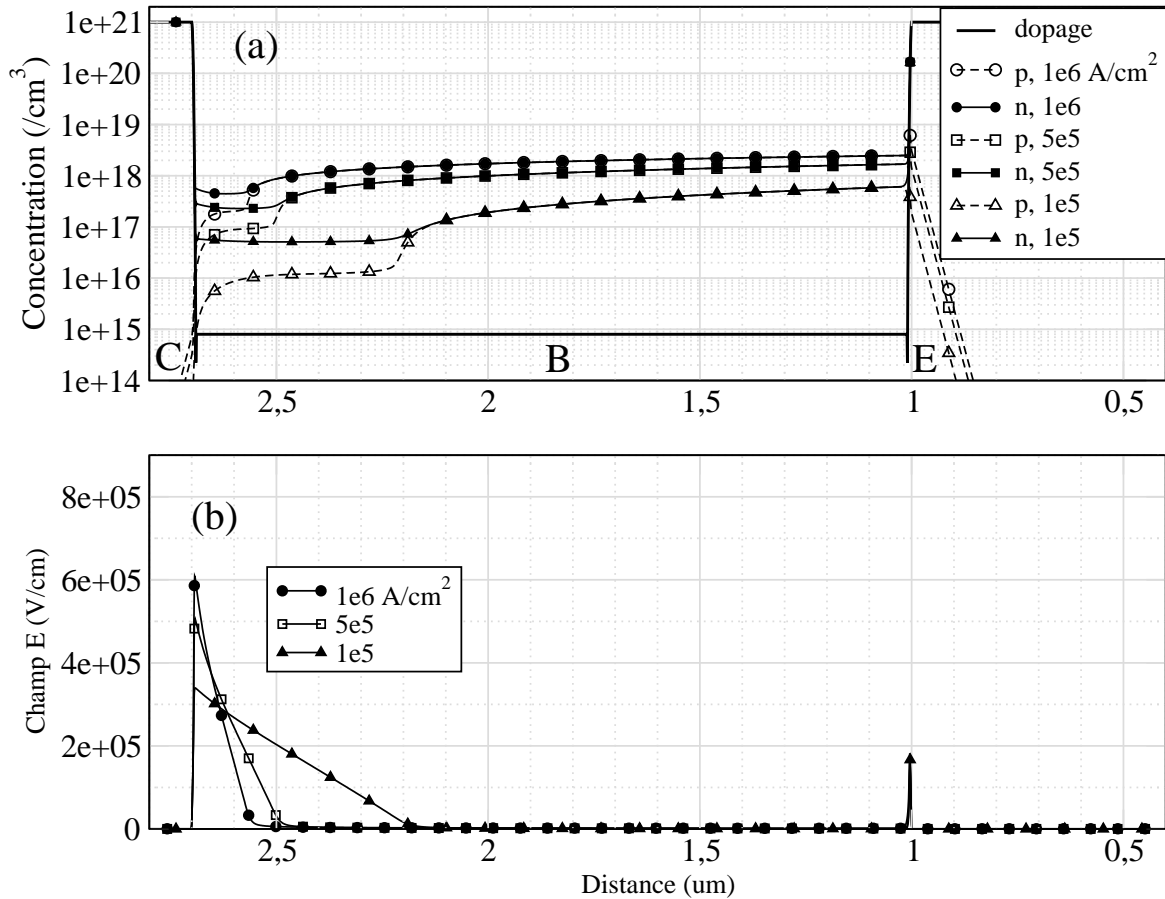 (a)
Concentration (/cm³)
1e+21
1e+20
1e+19
1e+18
1e+17
1e+16
1e+15
1e+14
dopage
p, 1e6 A/cm²
n, 1e6
p, 5e5
n, 5e5
p, 1e5
n, 1e5
C
B
E
2,5
2
1,5
1
0,5
(b)
Champ E (V/cm)
8e+05
6e+05
4e+05
2e+05
0
1e6 A/cm²
5e5
1e5
2,5
2
1,5
1
0,5
Distance (um)